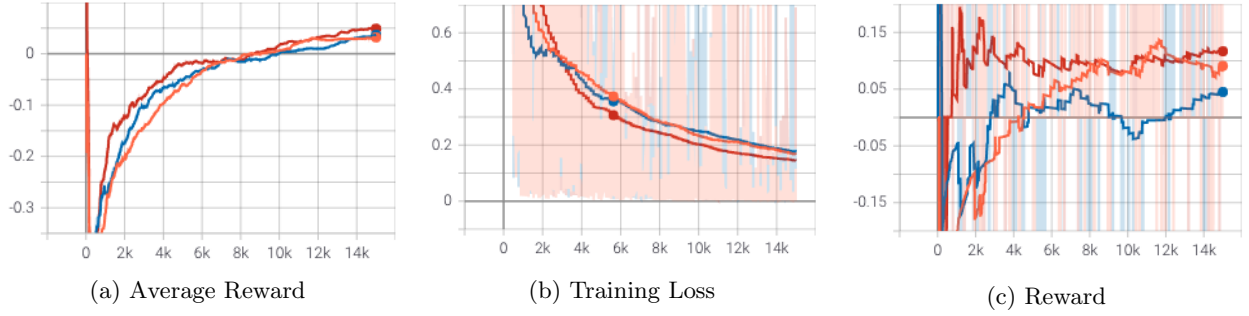 0
-0.1
-0.2
-0.3
0 2k 4k 6k 8k 10k 12k 14k
(a) Average Reward
0.6
0.4
0.2
0
0 2k 4k 6k 8k 10k 12k 14k
(b) Training Loss
0.15
0.05
-0.05
-0.15
0 2k 4k 6k 8k 10k 12k 14k
(c) Reward